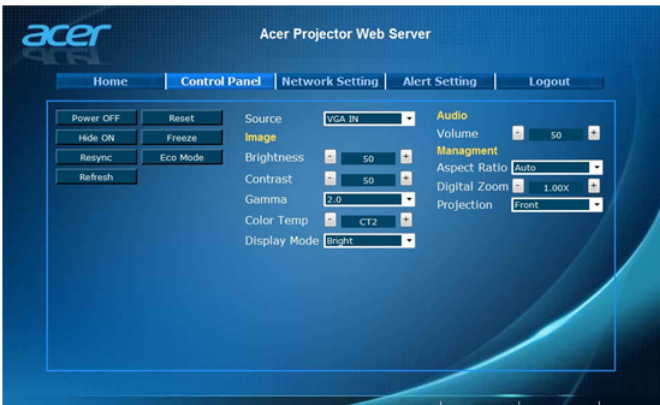 acer
Acer Projector Web Server
Home Control Panel Network Setting Alert Setting Logout
Power OFF Reset
Hide ON Freeze
Resync Eco Mode
Refresh
Source VGA IN
Image
Brightness - 50 +
Contrast - 50 +
Gamma 2.0
Color Temp - CT2 +
Display Mode Bright
Audio
Volume - 50 +
Managment
Aspect Ratio Auto
Digital Zoom - 1.00X +
Projection Front